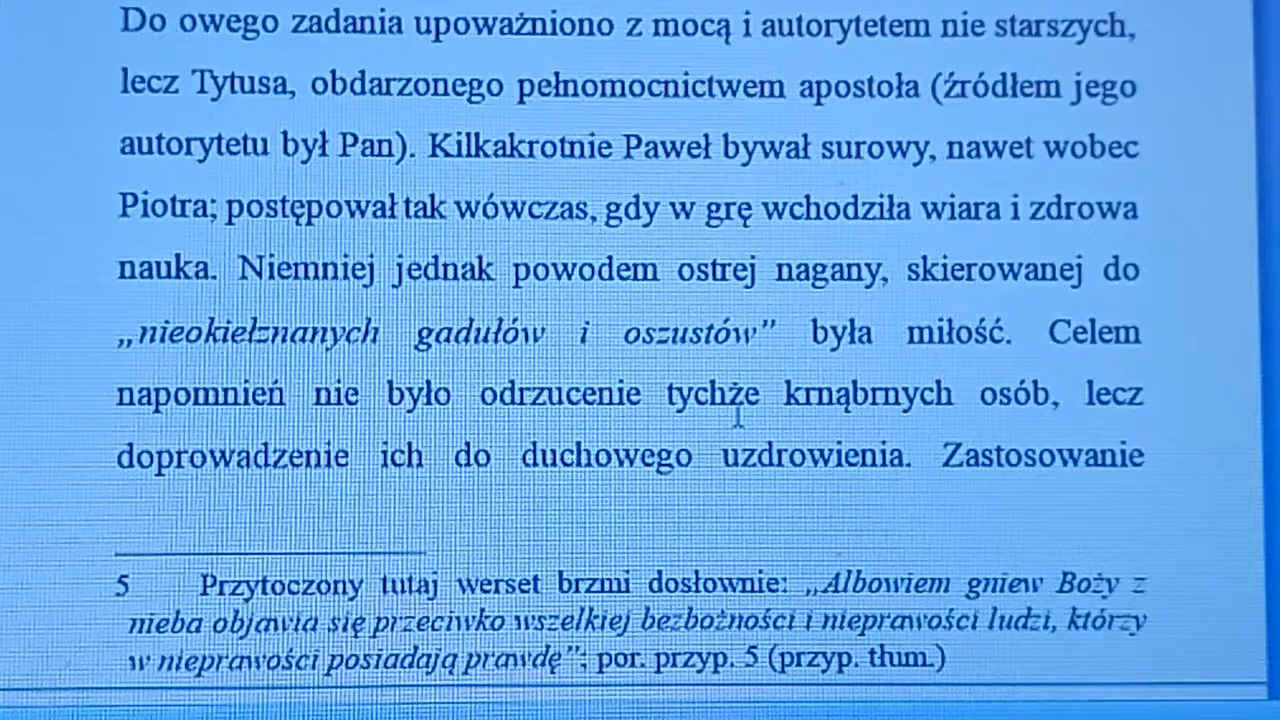 Do owego zadania upoważniono z mocą i autorytetem nie starszych,
lecz Tytusa, obdarzonego pełnomocnictwem apostoła (źródłem jego
autorytetu był Pan). Kilkakrotnie Paweł bywał surowy, nawet wobec
Piotra; postępował tak wówczas, gdy w grę wchodziła wiara i zdrowa
nauka. Niemniej jednak powodem ostrej nagany, skierowanej do
„nieokiełznanych gadułów i oszustów” była miłość. Celem
napomnień nie było odrzucenie tychże krnąbrnych osób, lecz
doprowadzenie ich do duchowego uzdrowienia. Zastosowanie
5 Przytoczony tutaj werset brzmi dosłownie: „Albowiem gniew Boży z
nieba objawia się przeciwko wszelkiej bezbożności i nieprawości ludzi, którzy
w nieprawości posiadają prawdę”; por. przyp. 5 (przyp. tłum.)